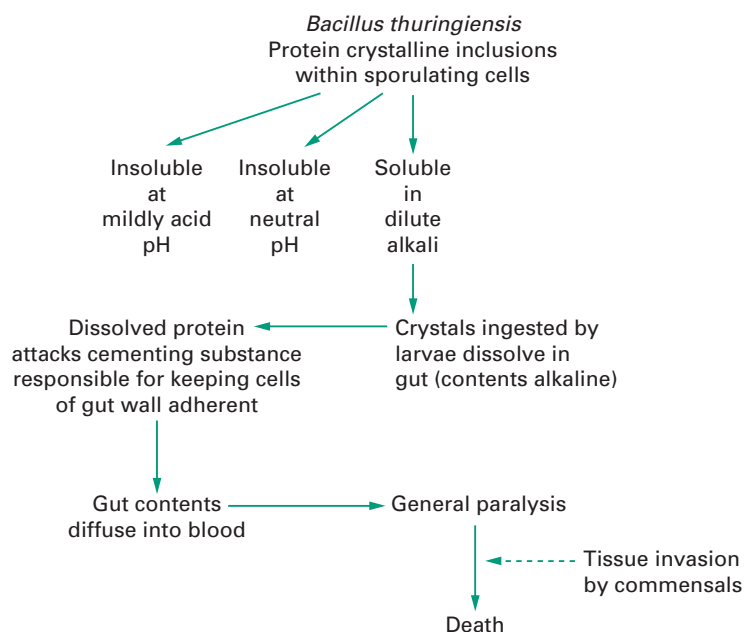 Bacillus thuringiensis
Protein crystalline inclusions
within sporulating cells
Insoluble
at
mildly acid
pH
Insoluble
at
neutral
pH
Soluble
in
dilute
alkali
Crystals ingested by
larvae dissolve in
gut (contents alkaline)
Dissolved protein
attacks cementing substance
responsible for keeping cells
of gut wall adherent
Gut contents
diffuse into blood
General paralysis
Tissue invasion
by commensals
Death